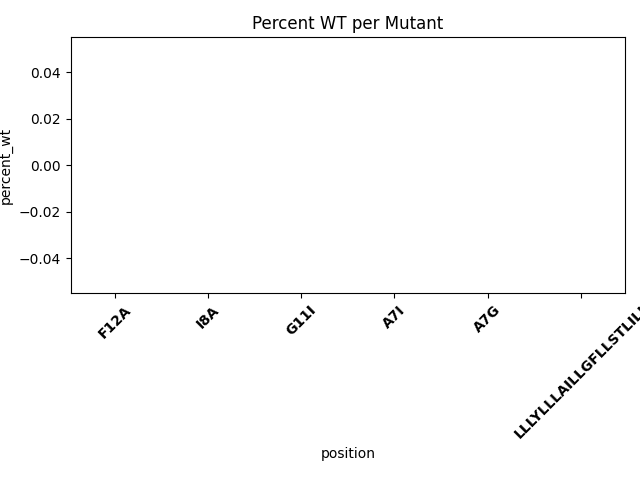 Percent WT per Mutant
percent_wt
0.04
0.02
0.00
−0.02
−0.04
F12A
I8A
G11I
A7I
A7G
LLLYLLLAILLGFLLSTLIL
position